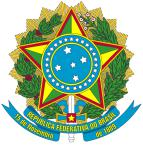 REPÚBLICA FEDERATIVA DO BRASIL
15 de Novembro
de 1889